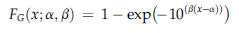 F_G(x; α, β) = 1 − exp(−10^{(β(x−α))})